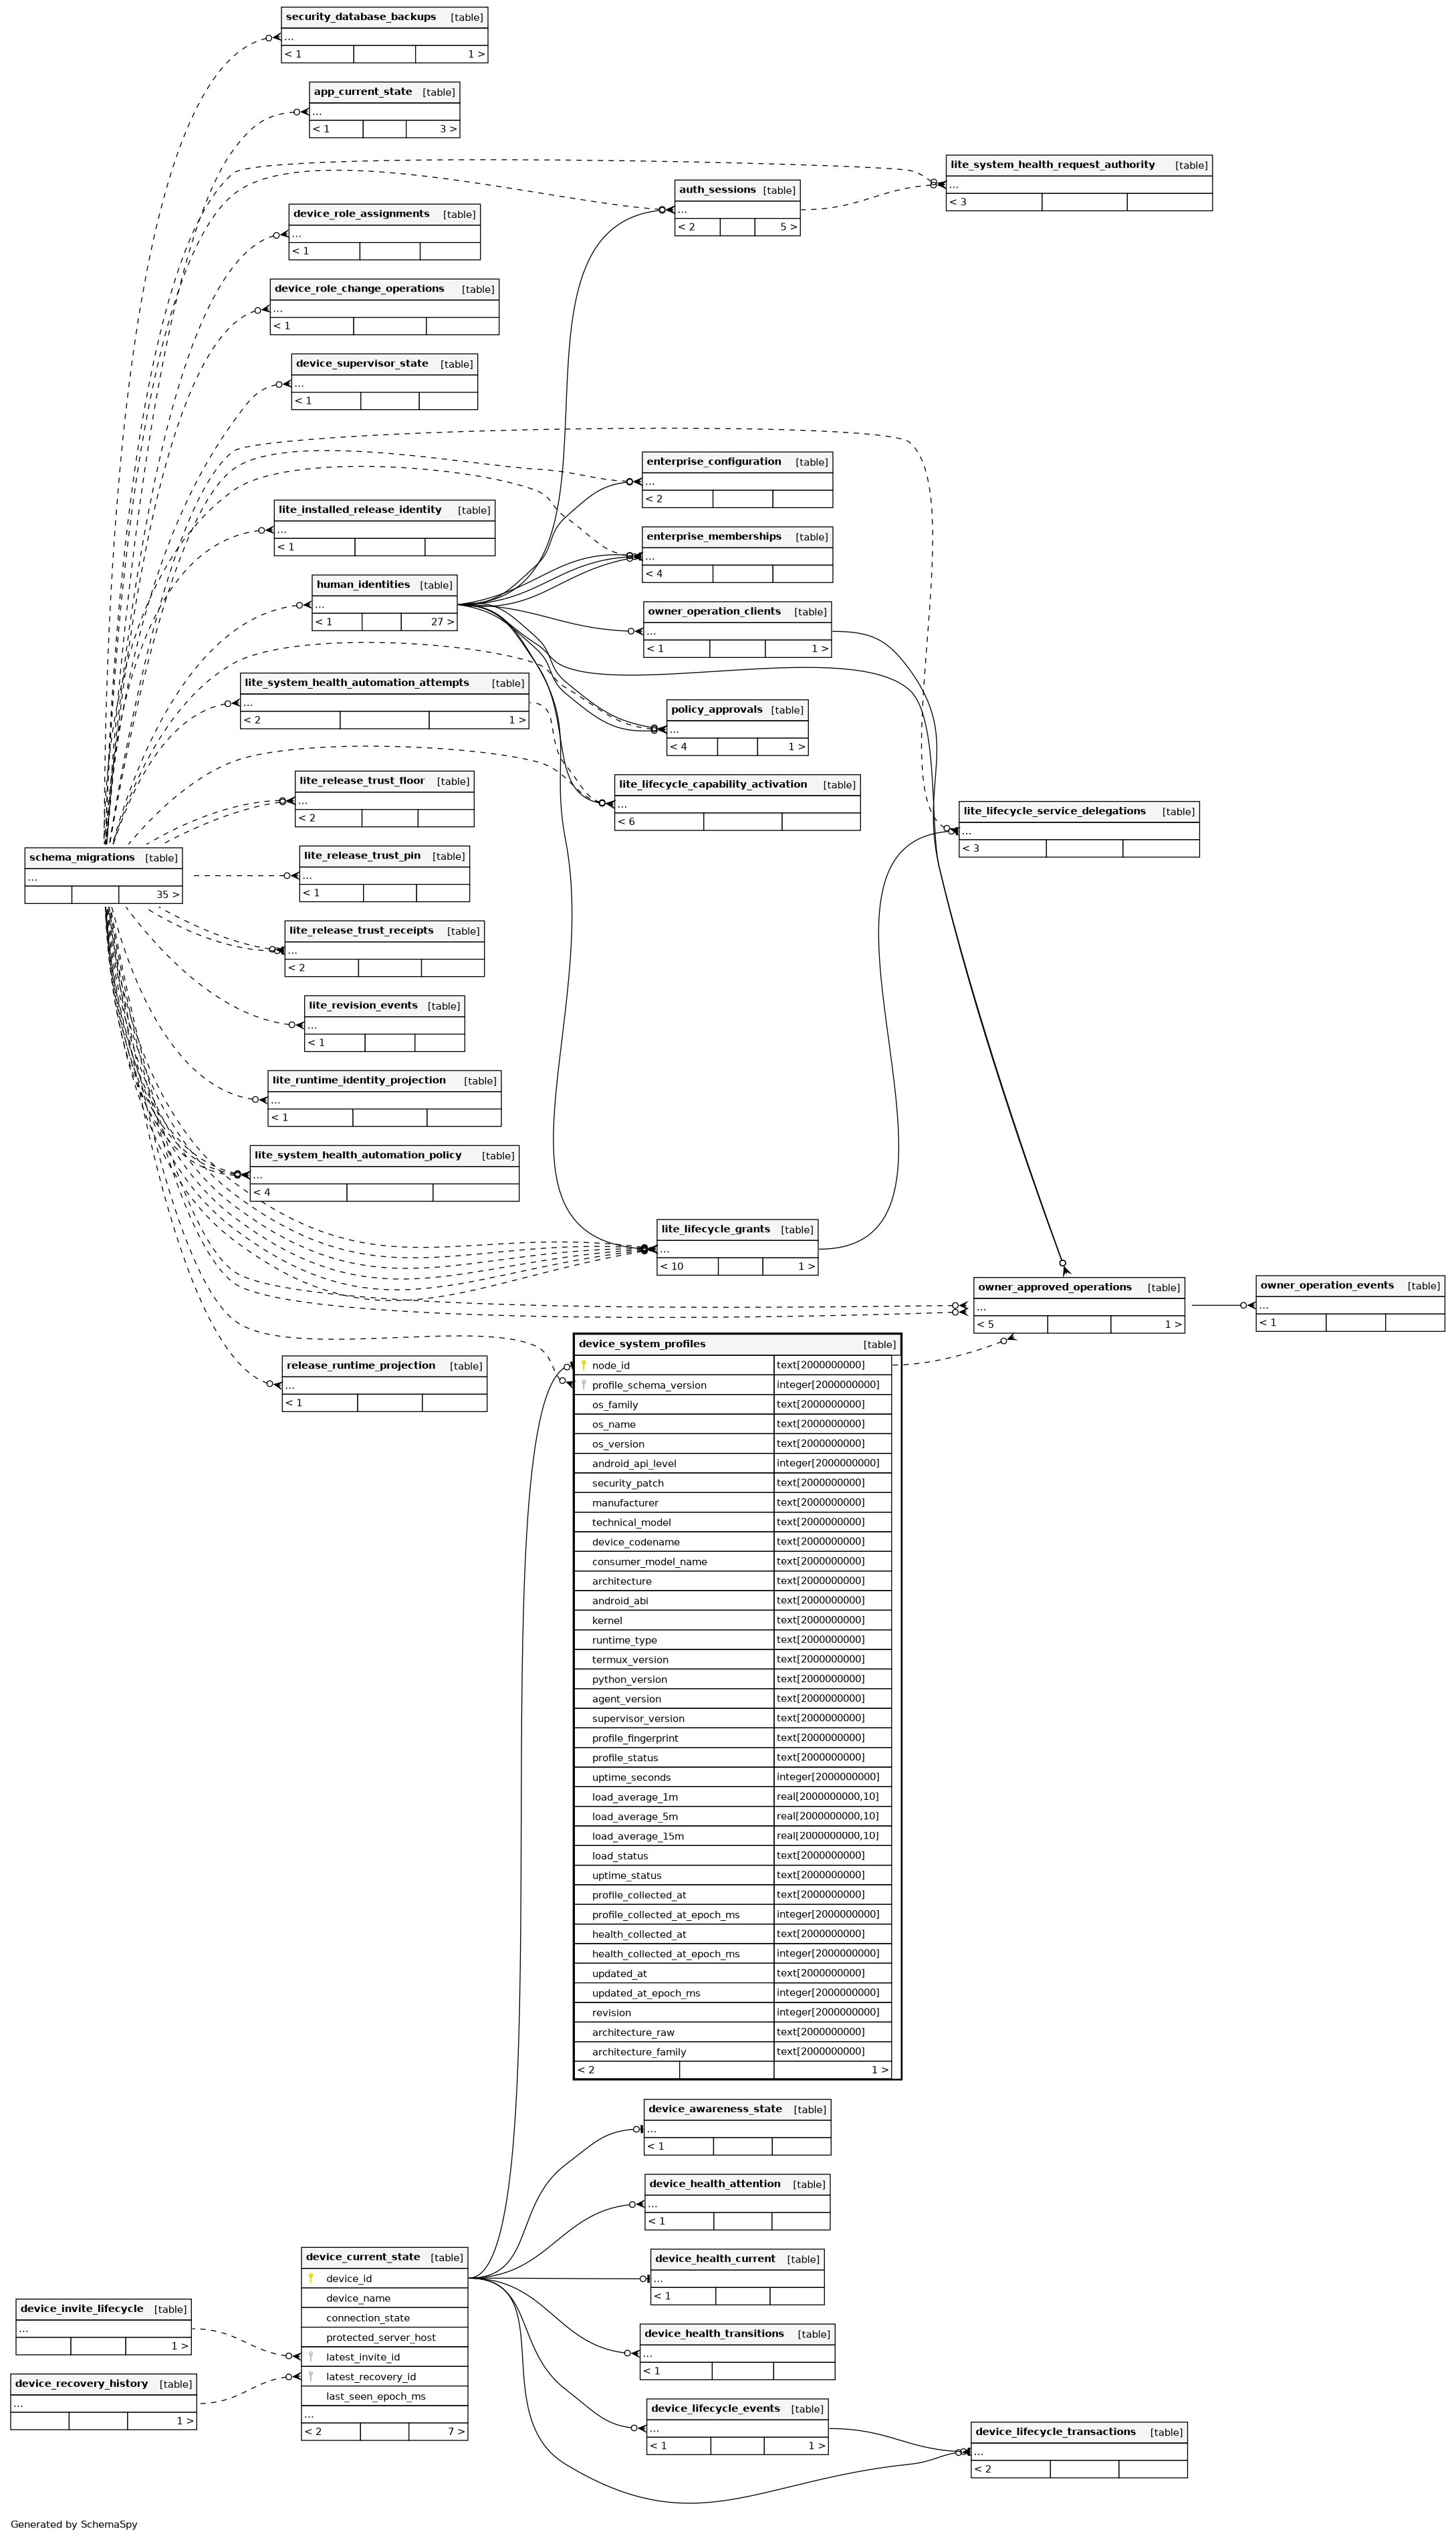 security_database_backups [table]
...
< 1 1 >
app_current_state [table]
...
< 1 3 >
lite_system_health_request_authority [table]
...
< 3
auth_sessions [table]
...
< 2 5 >
device_role_assignments [table]
...
< 1
device_role_change_operations [table]
...
< 1
device_supervisor_state [table]
...
< 1
enterprise_configuration [table]
...
< 2
lite_installed_release_identity [table]
...
< 1
enterprise_memberships [table]
...
< 4
human_identities [table]
...
< 1 27 >
owner_operation_clients [table]
...
< 1 1 >
lite_system_health_automation_attempts [table]
...
< 2 1 >
policy_approvals [table]
...
< 4 1 >
lite_release_trust_floor [table]
...
< 2
lite_lifecycle_capability_activation [table]
...
< 6
lite_lifecycle_service_delegations [table]
...
< 3
schema_migrations [table]
...
35 >
lite_release_trust_pin [table]
...
< 1
lite_release_trust_receipts [table]
...
< 2
lite_revision_events [table]
...
< 1
lite_runtime_identity_projection [table]
...
< 1
lite_system_health_automation_policy [table]
...
< 4
lite_lifecycle_grants [table]
...
< 10 1 >
owner_approved_operations [table]
...
< 5 1 >
owner_operation_events [table]
...
< 1
release_runtime_projection [table]
...
< 1
device_system_profiles [table]
node_id text[2000000000]
profile_schema_version integer[2000000000]
os_family text[2000000000]
os_name text[2000000000]
os_version text[2000000000]
android_api_level integer[2000000000]
security_patch text[2000000000]
manufacturer text[2000000000]
technical_model text[2000000000]
device_codename text[2000000000]
consumer_model_name text[2000000000]
architecture text[2000000000]
android_abi text[2000000000]
kernel text[2000000000]
runtime_type text[2000000000]
termux_version text[2000000000]
python_version text[2000000000]
agent_version text[2000000000]
supervisor_version text[2000000000]
profile_fingerprint text[2000000000]
profile_status text[2000000000]
uptime_seconds integer[2000000000]
load_average_1m real[2000000000,10]
load_average_5m real[2000000000,10]
load_average_15m real[2000000000,10]
load_status text[2000000000]
uptime_status text[2000000000]
profile_collected_at text[2000000000]
profile_collected_at_epoch_ms integer[2000000000]
health_collected_at text[2000000000]
health_collected_at_epoch_ms integer[2000000000]
updated_at text[2000000000]
updated_at_epoch_ms integer[2000000000]
revision integer[2000000000]
architecture_raw text[2000000000]
architecture_family text[2000000000]
< 2 1 >
device_awareness_state [table]
...
< 1
device_health_attention [table]
...
< 1
device_health_current [table]
...
< 1
device_current_state [table]
device_id
device_name
connection_state
protected_server_host
latest_invite_id
latest_recovery_id
last_seen_epoch_ms
...
< 2 7 >
device_invite_lifecycle [table]
...
1 >
device_recovery_history [table]
...
1 >
device_health_transitions [table]
...
< 1
device_lifecycle_events [table]
...
< 1 1 >
device_lifecycle_transactions [table]
...
< 2
Generated by SchemaSpy